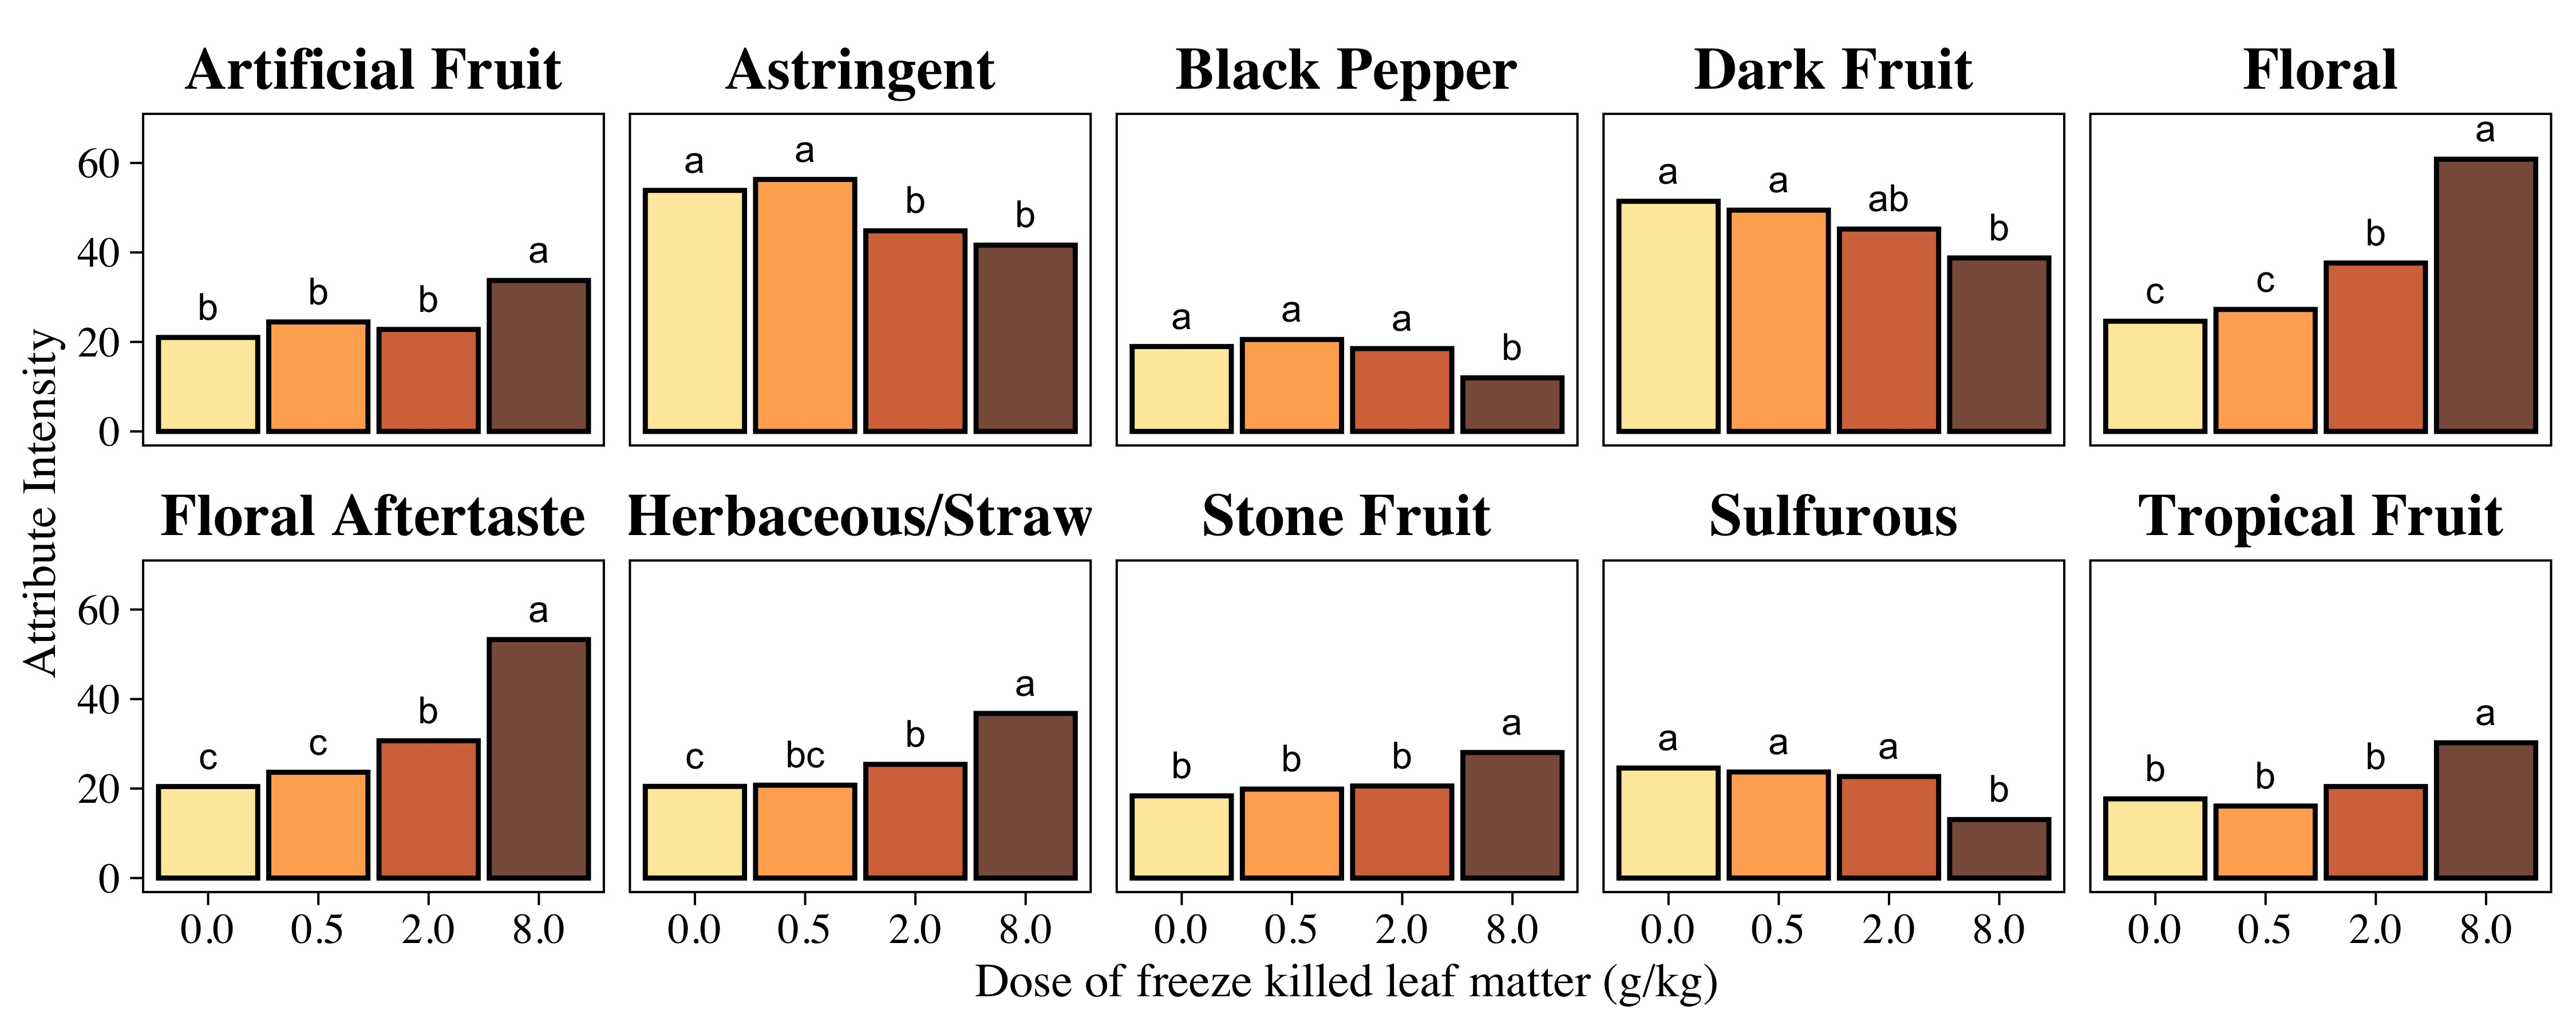 Artificial Fruit Astringent Black Pepper Dark Fruit Floral
60
40
20
0
b b b a
a a b b
a a a b
a a ab b
c c b a
Floral Aftertaste Herbaceous/Straw Stone Fruit Sulfurous Tropical Fruit
60
40
20
0
c c b a
c bc b a
b b b a
a a a b
b b b a
0.0 0.5 2.0 8.0 0.0 0.5 2.0 8.0 0.0 0.5 2.0 8.0 0.0 0.5 2.0 8.0 0.0 0.5 2.0 8.0
Attribute Intensity
Dose of freeze killed leaf matter (g/kg)